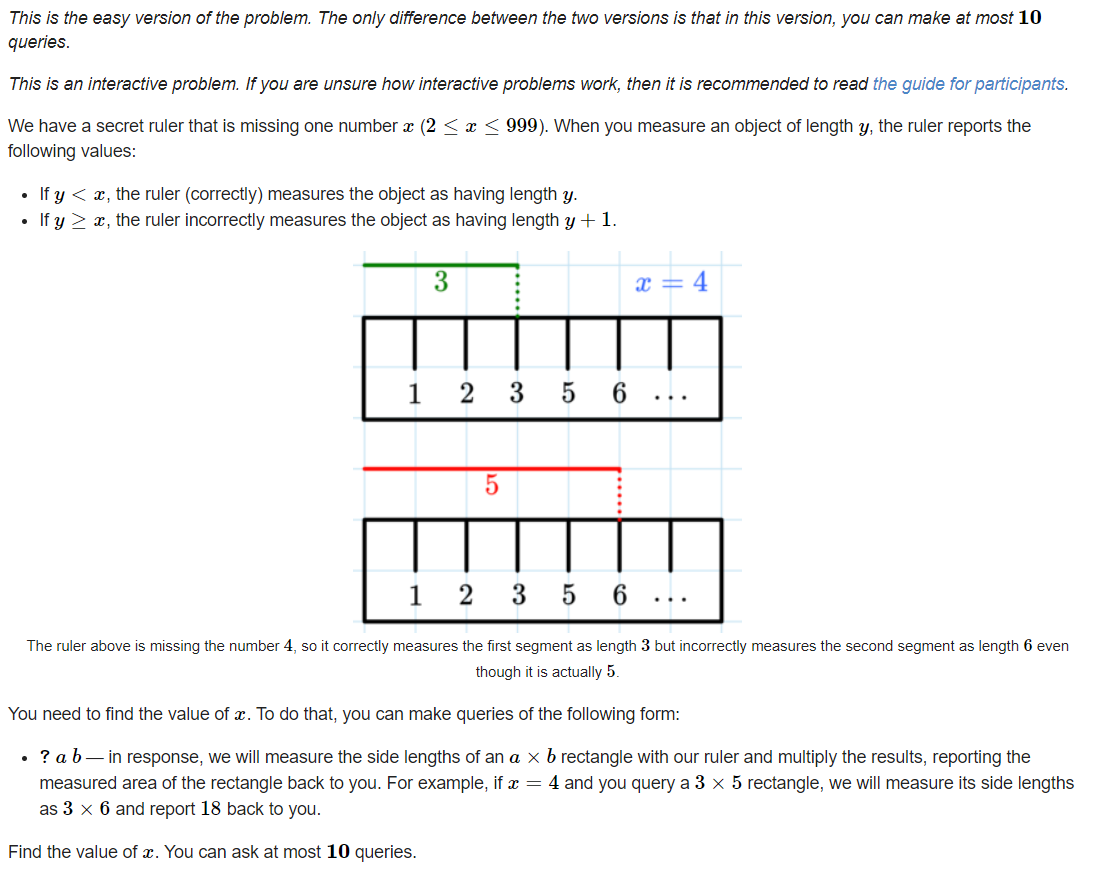 This is the easy version of the problem. The only difference between the two versions is that in this version, you can make at most 10
queries.
This is an interactive problem. If you are unsure how interactive problems work, then it is recommended to read the guide for participants.
We have a secret ruler that is missing one number x (2 ≤ x ≤ 999). When you measure an object of length y, the ruler reports the
following values:
• If y < x, the ruler (correctly) measures the object as having length y.
• If y ≥ x, the ruler incorrectly measures the object as having length y + 1.
3 x = 4
1 2 3 5 6 ...
5
1 2 3 5 6 ...
The ruler above is missing the number 4, so it correctly measures the first segment as length 3 but incorrectly measures the second segment as length 6 even
though it is actually 5.
You need to find the value of x. To do that, you can make queries of the following form:
• ? a b — in response, we will measure the side lengths of an a × b rectangle with our ruler and multiply the results, reporting the
measured area of the rectangle back to you. For example, if x = 4 and you query a 3 × 5 rectangle, we will measure its side lengths
as 3 × 6 and report 18 back to you.
Find the value of x. You can ask at most 10 queries.